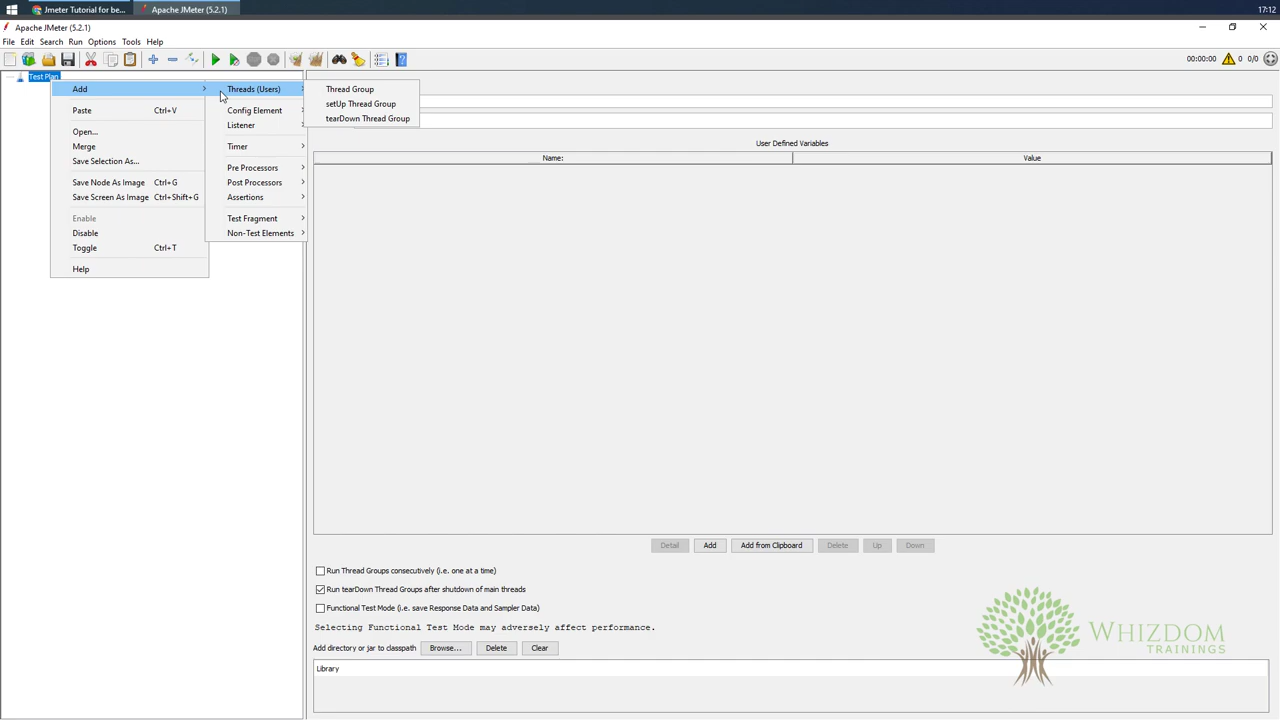 Jmeter Tutorial for be...
Apache JMeter (5.2.1)
17:12
Apache JMeter (5.2.1)
File Edit Search Run Options Tools Help
00:00:00 0 0/0
Test Plan
Add
Paste Ctrl+V
Open...
Merge
Save Selection As...
Save Node As Image Ctrl+G
Save Screen As Image Ctrl+Shift+G
Enable
Disable
Toggle Ctrl+T
Help
Threads (Users)
Config Element
Listener
Timer
Pre Processors
Post Processors
Assertions
Test Fragment
Non-Test Elements
Thread Group
setUp Thread Group
tearDown Thread Group
User Defined Variables
Name: Value
Detail Add Add from Clipboard Delete Up Down
Run Thread Groups consecutively (i.e. one at a time)
Run tearDown Thread Groups after shutdown of main threads
Functional Test Mode (i.e. save Response Data and Sampler Data)
Selecting Functional Test Mode may adversely affect performance.
Add directory or jar to classpath Browse... Delete Clear
Library
WHIZDOM
TRAININGS